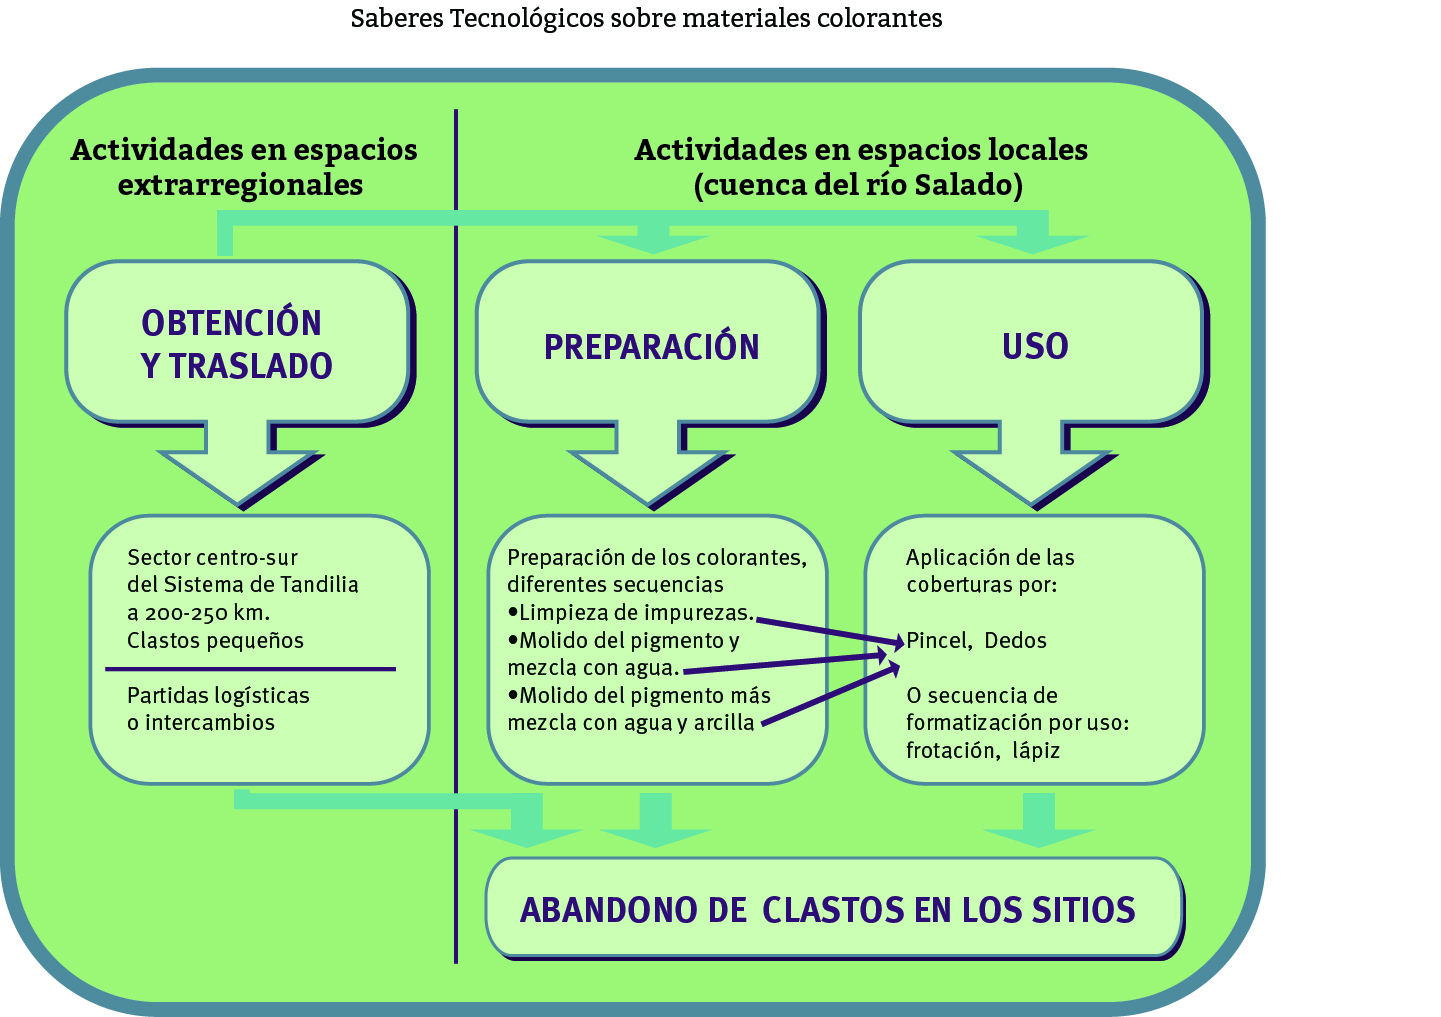 Saberes Tecnológicos sobre materiales colorantes
Actividades en espacios
extrarregionales
Actividades en espacios locales
(cuenca del río Salado)
OBTENCIÓN
Y TRASLADO
PREPARACIÓN
USO
Sector centro-sur
del Sistema de Tandilia
a 200-250 km.
Clastos pequeños
Partidas logísticas
o intercambios
Preparación de los colorantes,
diferentes secuencias
•Limpieza de impurezas.
•Molido del pigmento y
mezcla con agua.
•Molido del pigmento más
mezcla con agua y arcilla
Aplicación de las
coberturas por:
Pincel, Dedos
O secuencia de
formatización por uso:
frotación, lápiz
ABANDONO DE CLASTOS EN LOS SITIOS